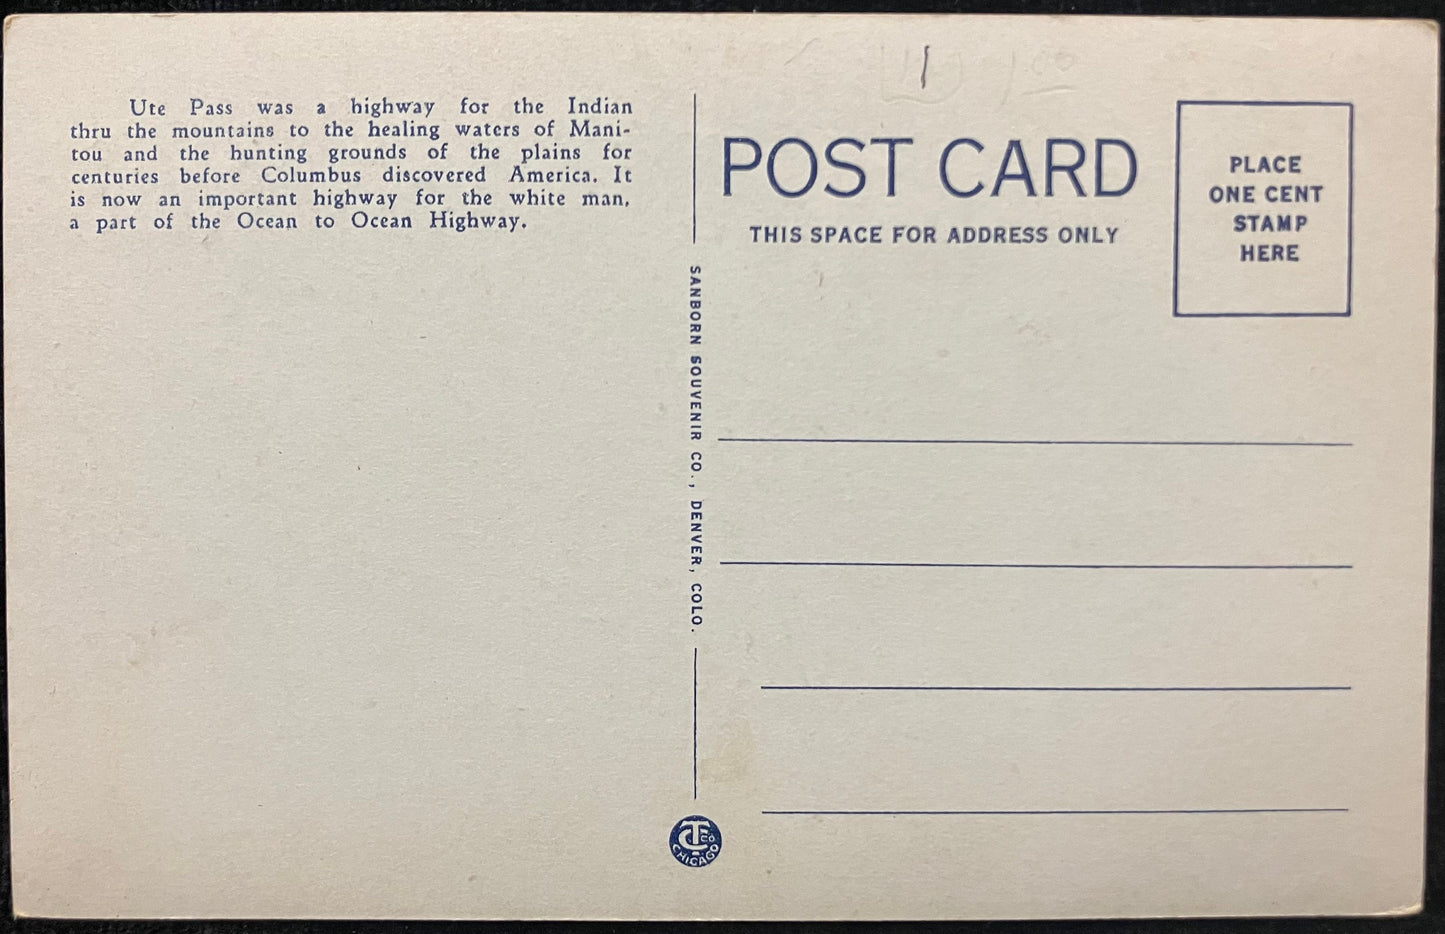 Ute Pass was a highway for the Indian
thru the mountains to the healing waters of Mani-
tou and the hunting grounds of the plains for
centuries before Columbus discovered America. It
is now an important highway for the white man,
a part of the Ocean to Ocean Highway.
SANBORN SOUVENIR CO., DENVER, COLO.
CT CO
CHICAGO
POST CARD
THIS SPACE FOR ADDRESS ONLY
PLACE
ONE CENT
STAMP
HERE